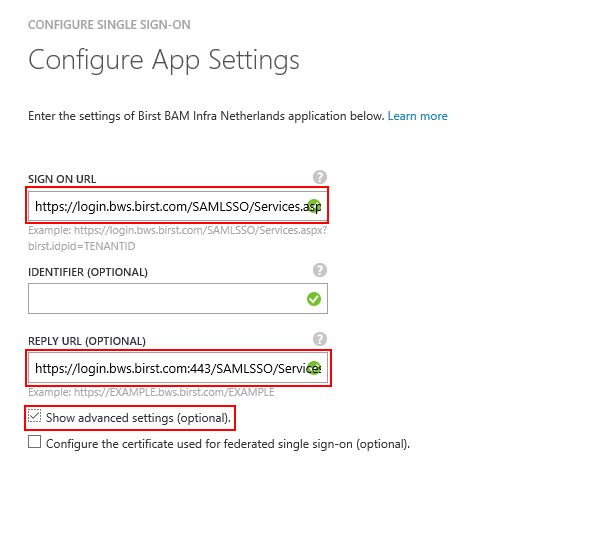 CONFIGURE SINGLE SIGN-ON
Configure App Settings
Enter the settings of Birst BAM Infra Netherlands application below. Learn more
SIGN ON URL
?
https://login.bws.birst.com/SAMLSSO/Services.asp
Example: https://login.bws.birst.com/SAMLSSO/Services.aspx?
birst.idpid=TENANTID
IDENTIFIER (OPTIONAL)
?
REPLY URL (OPTIONAL)
?
https://login.bws.birst.com:443/SAMLSSO/Services
Example: https://EXAMPLE.bws.birst.com/EXAMPLE
Show advanced settings (optional).
Configure the certificate used for federated single sign-on (optional).